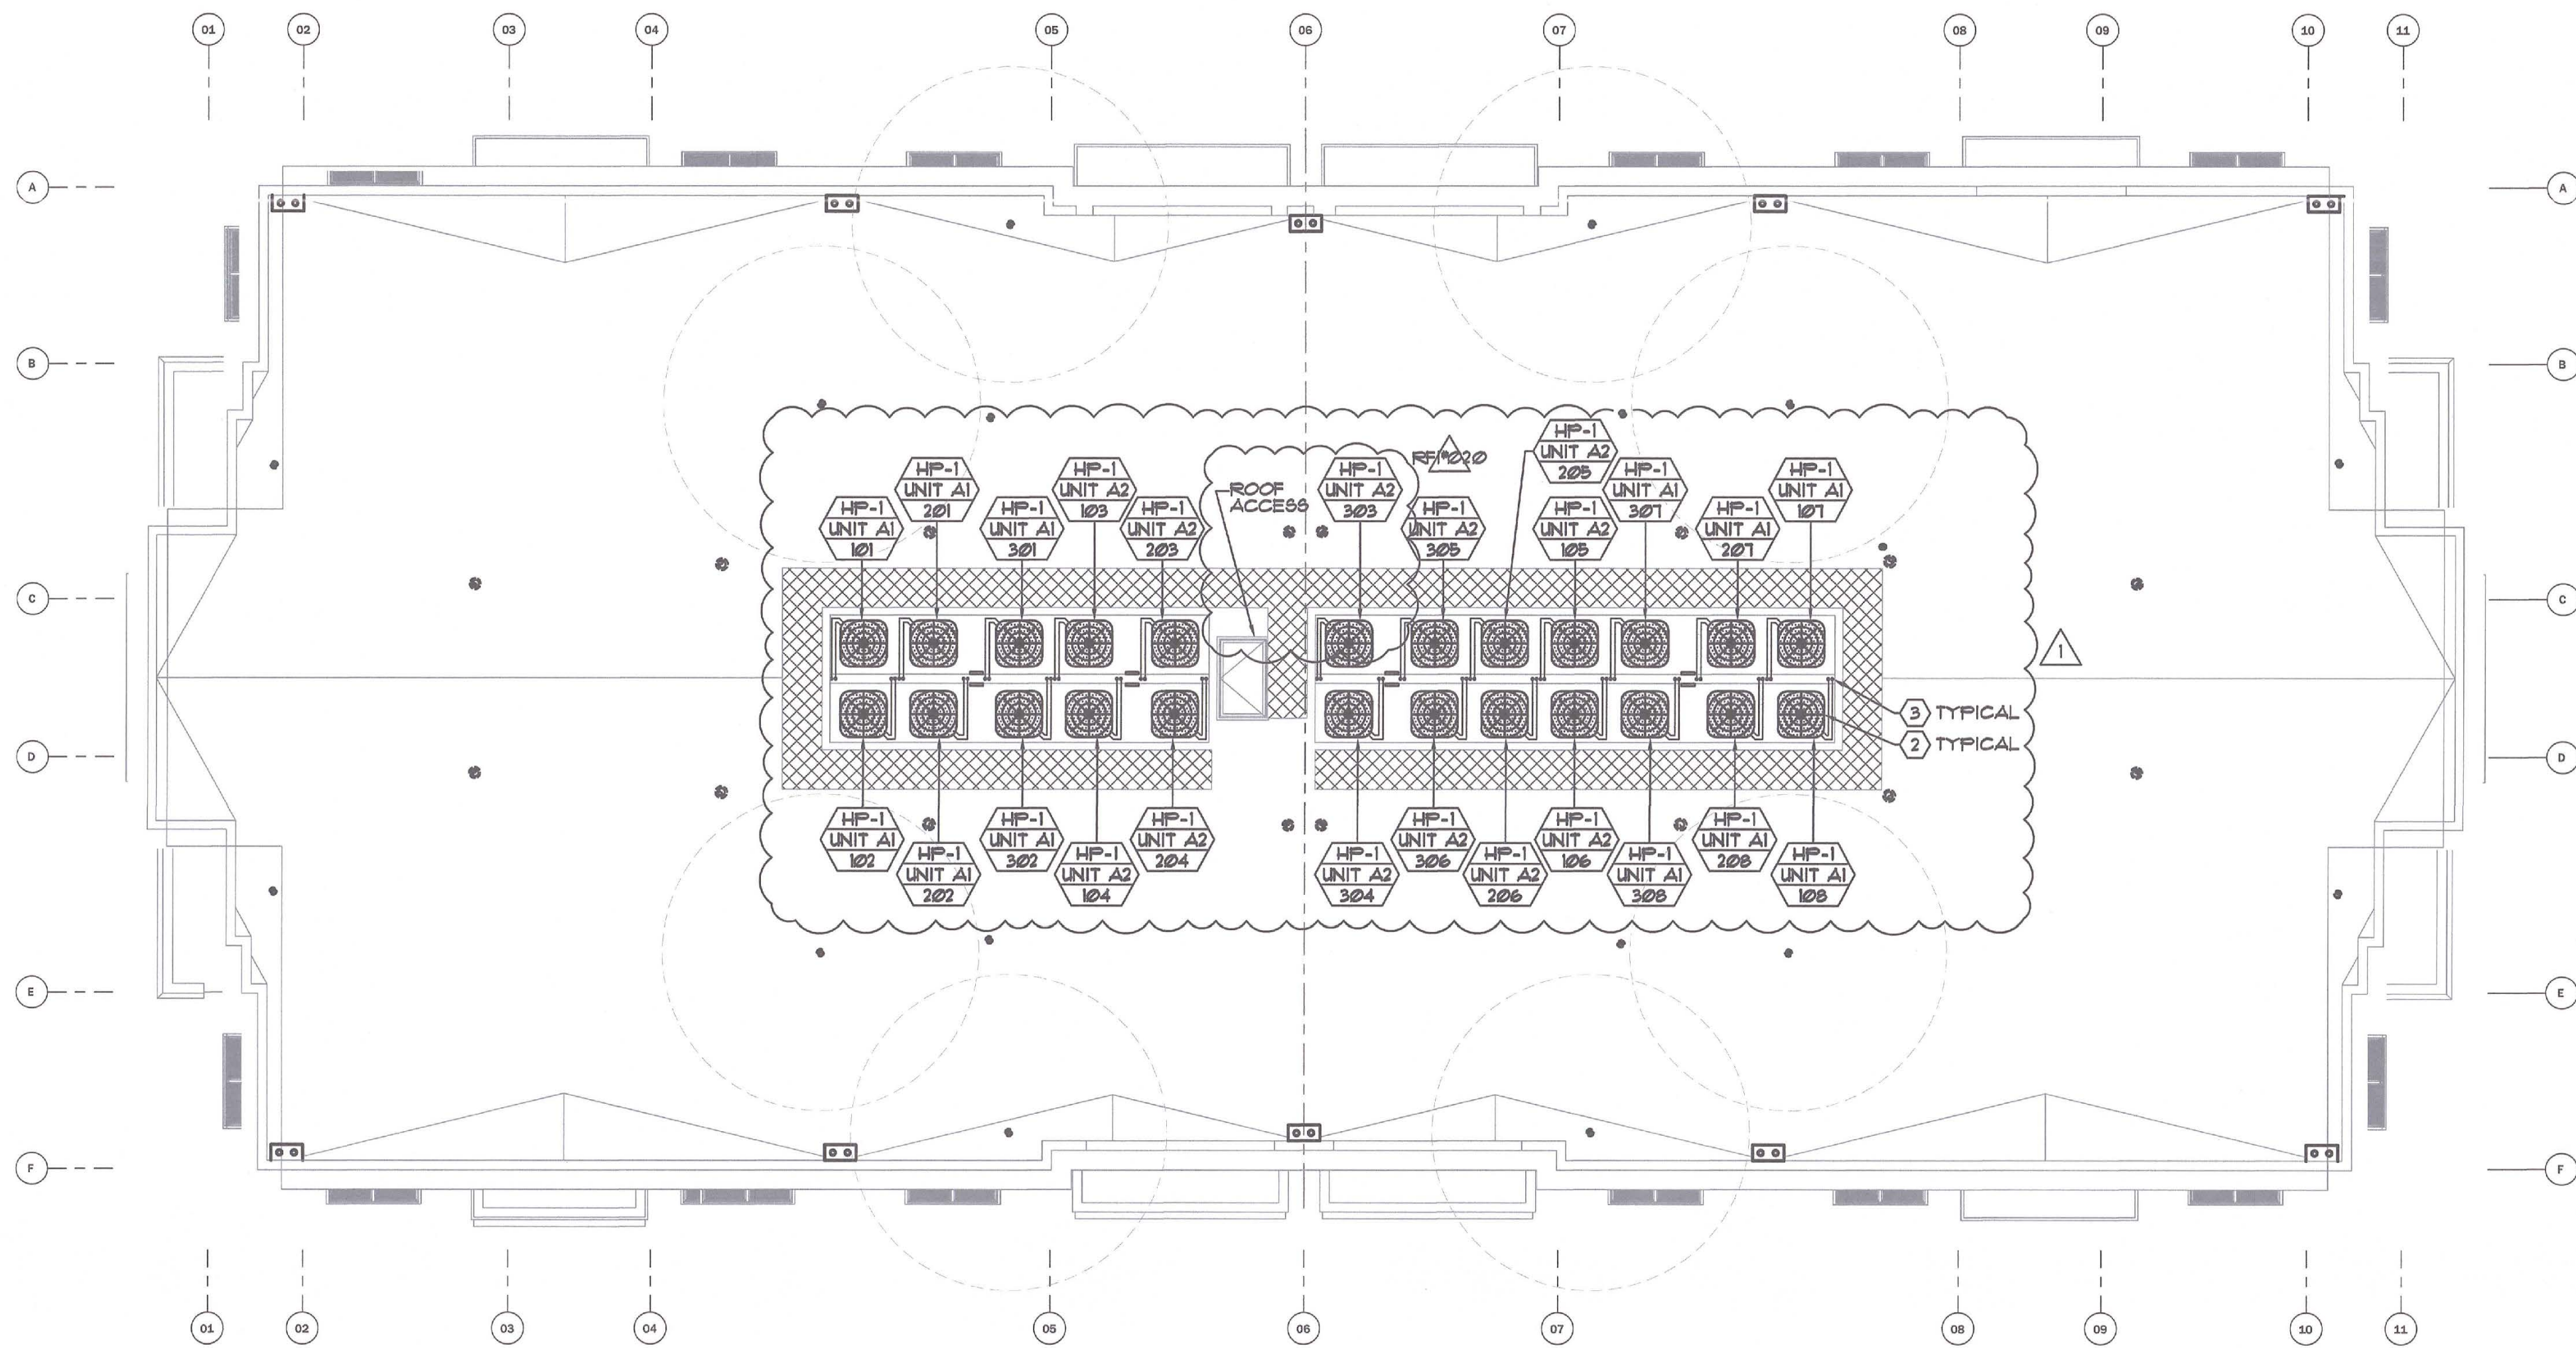 01 02 03 04 05 06 07 08 09 10 11
A A
B B
HP-1
UNIT A2
205
HP-1
UNIT A1
201
HP-1
UNIT A2
103
ROOF
ACCESS
HP-1
UNIT A2
303
RFI#020
HP-1
UNIT A1
307
HP-1
UNIT A1
107
HP-1
UNIT A1
101
HP-1
UNIT A1
301
HP-1
UNIT A2
203
HP-1
UNIT A2
305
HP-1
UNIT A2
105
HP-1
UNIT A1
207
C C
1
3 TYPICAL
2 TYPICAL
D D
HP-1
UNIT A1
102
HP-1
UNIT A1
302
HP-1
UNIT A2
204
HP-1
UNIT A2
306
HP-1
UNIT A2
106
HP-1
UNIT A1
208
HP-1
UNIT A1
202
HP-1
UNIT A2
104
HP-1
UNIT A2
304
HP-1
UNIT A2
206
HP-1
UNIT A1
308
HP-1
UNIT A1
108
E E
F F
01 02 03 04 05 06 07 08 09 10 11